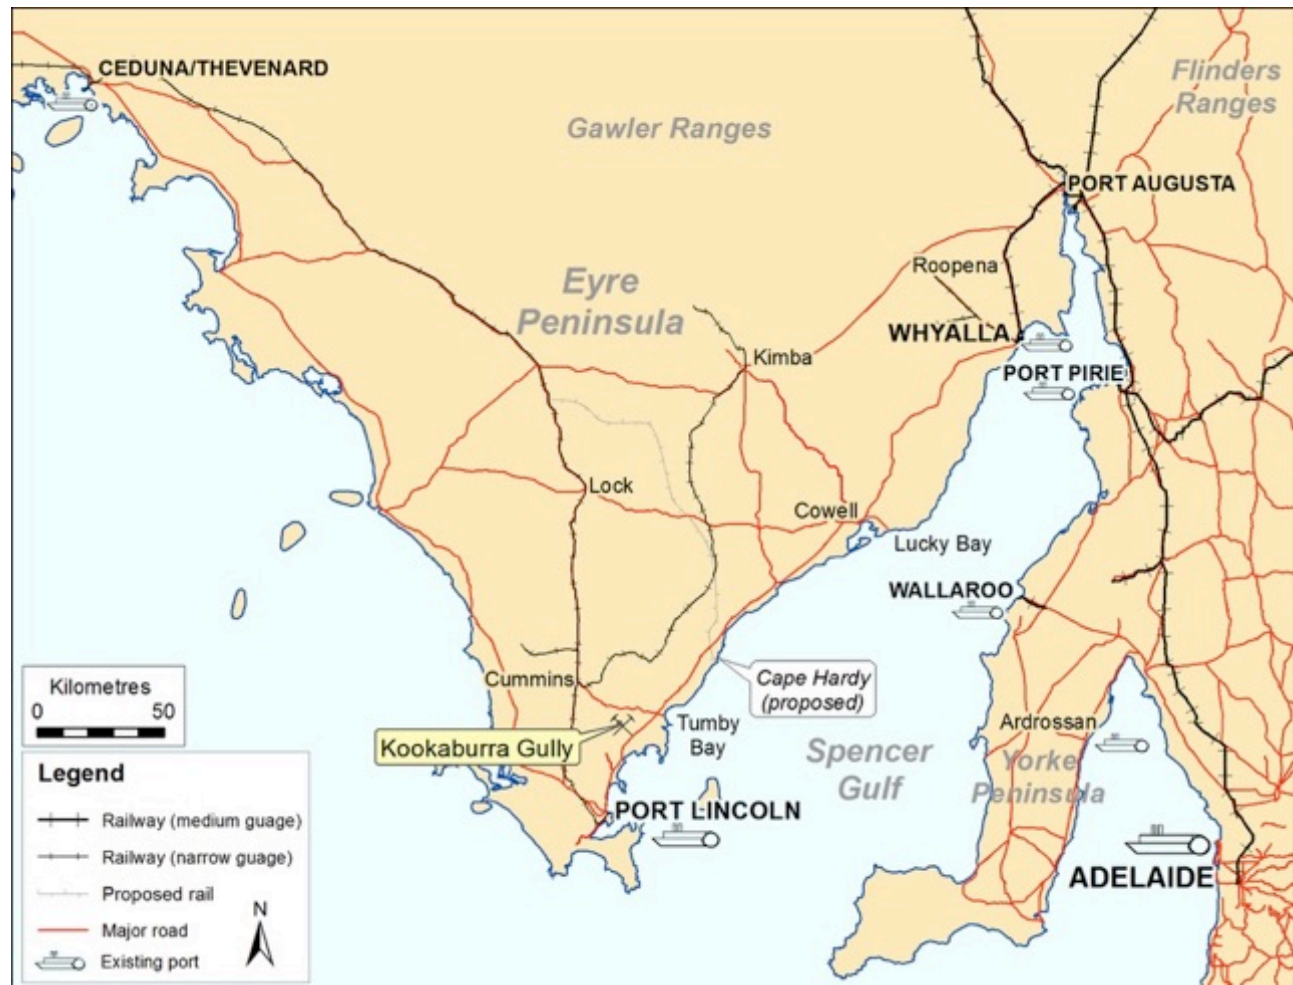 CEDUNA/THEVENARD
Flinders
Ranges
Gawler Ranges
PORT AUGUSTA
Roopena
Eyre
Peninsula
WHYALLA
Kimba
PORT PIRIE
Lock
Cowell
Lucky Bay
WALLAROO
Cummins
Cape Hardy
(proposed)
Kilometres
0 50
Tumby
Bay
Ardrossan
Kookaburra Gully
Spencer
Gulf
Yorke
Peninsula
PORT LINCOLN
ADELAIDE
Legend
Railway (medium guage)
Railway (narrow guage)
Proposed rail
Major road
Existing port
N